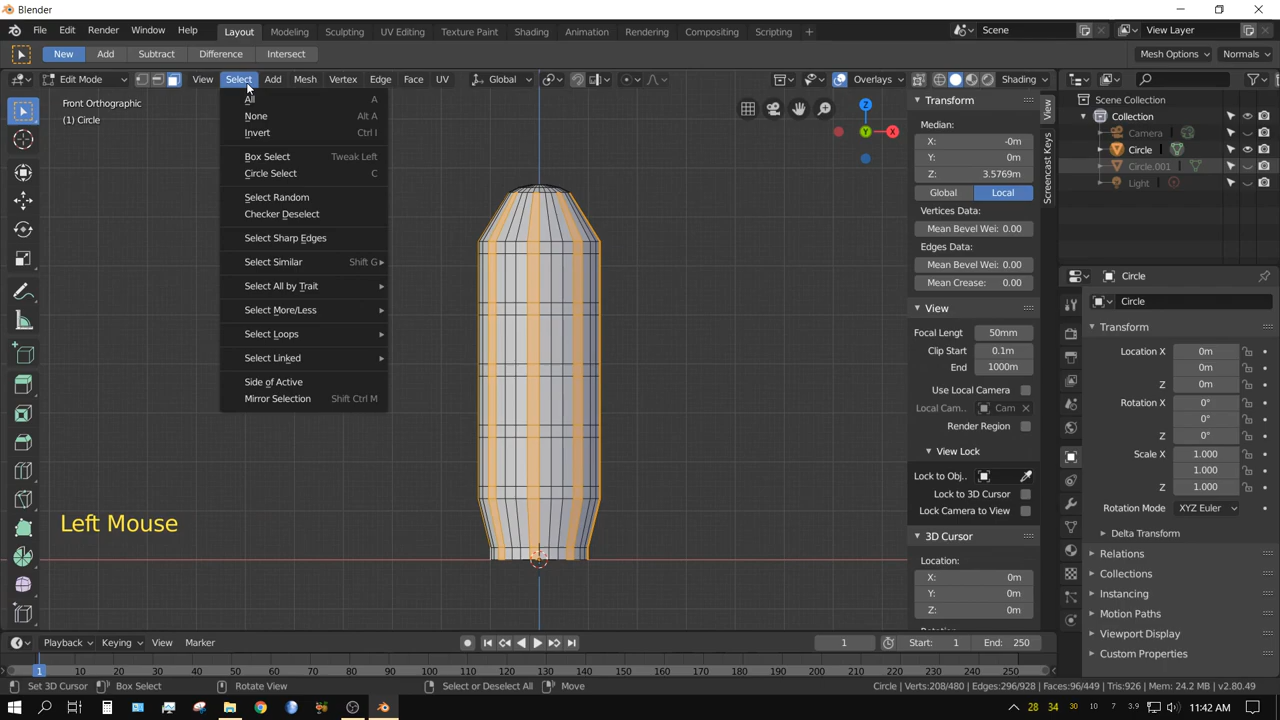 Blender
File Edit Render Window Help Layout Modeling Sculpting UV Editing Texture Paint Shading Animation Rendering Compositing Scripting + Scene View Layer
New Add Subtract Difference Intersect Mesh Options Normals
Edit Mode View Select Add Mesh Vertex Edge Face UV Global Overlays Shading
Front Orthographic
(1) Circle
All A
None Alt A
Invert Ctrl I
Box Select Tweak Left
Circle Select C
Select Random
Checker Deselect
Select Sharp Edges
Select Similar Shift G
Select All by Trait
Select More/Less
Select Loops
Select Linked
Side of Active
Mirror Selection Shift Ctrl M
Left Mouse
Z
X
Y
Transform
Median:
X: -0m
Y: 0m
Z: 3.5769m
Global Local
Vertices Data:
Mean Bevel Wei: 0.00
Edges Data:
Mean Bevel Wei: 0.00
Mean Crease: 0.00
View
Focal Lengt 50mm
Clip Start 0.1m
End 1000m
Use Local Camera
Local Cam.. Cam
Render Region
View Lock
Lock to Obj..
Lock to 3D Cursor
Lock Camera to View
3D Cursor
Location:
X: 0m
Y: 0m
Z: 0m
View
Screencast Keys
Scene Collection
Collection
Camera
Circle
Circle.001
Light
Circle
Circle
Transform
Location X 0m
0m
Z 0m
Rotation X 0°
0°
Z 0°
Scale X 1.000
1.000
Z 1.000
Rotation Mode XYZ Euler
Delta Transform
Relations
Collections
Instancing
Motion Paths
Viewport Display
Custom Properties
Playback Keying View Marker 1 Start: 1 End: 250
1 10 20 30 40 50 60 70 80 90 100 110 120 130 140 150 160 170 180 190 200 210 220 230 240 250
Set 3D Cursor Box Select Rotate View Select or Deselect All Move Circle | Verts:208/480 | Edges:296/928 | Faces:96/449 | Tris:926 | Mem: 24.2 MB | v2.80.49
28 34 30 39 11:42 AM